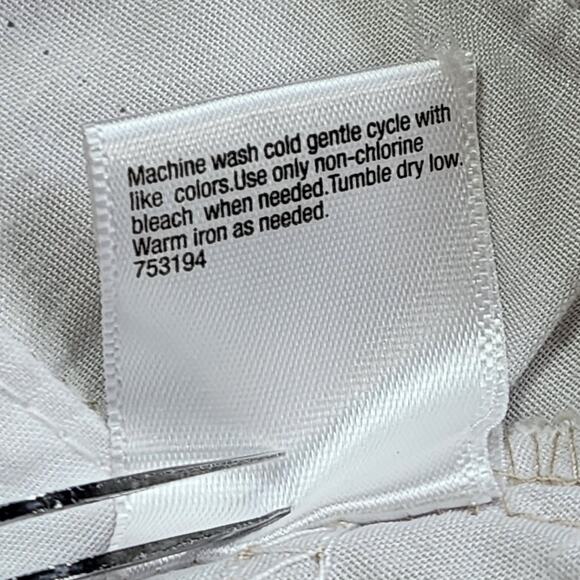 Machine wash cold gentle cycle with
like colors.Use only non-chlorine
bleach when needed.Tumble dry low.
Warm iron as needed.
753194